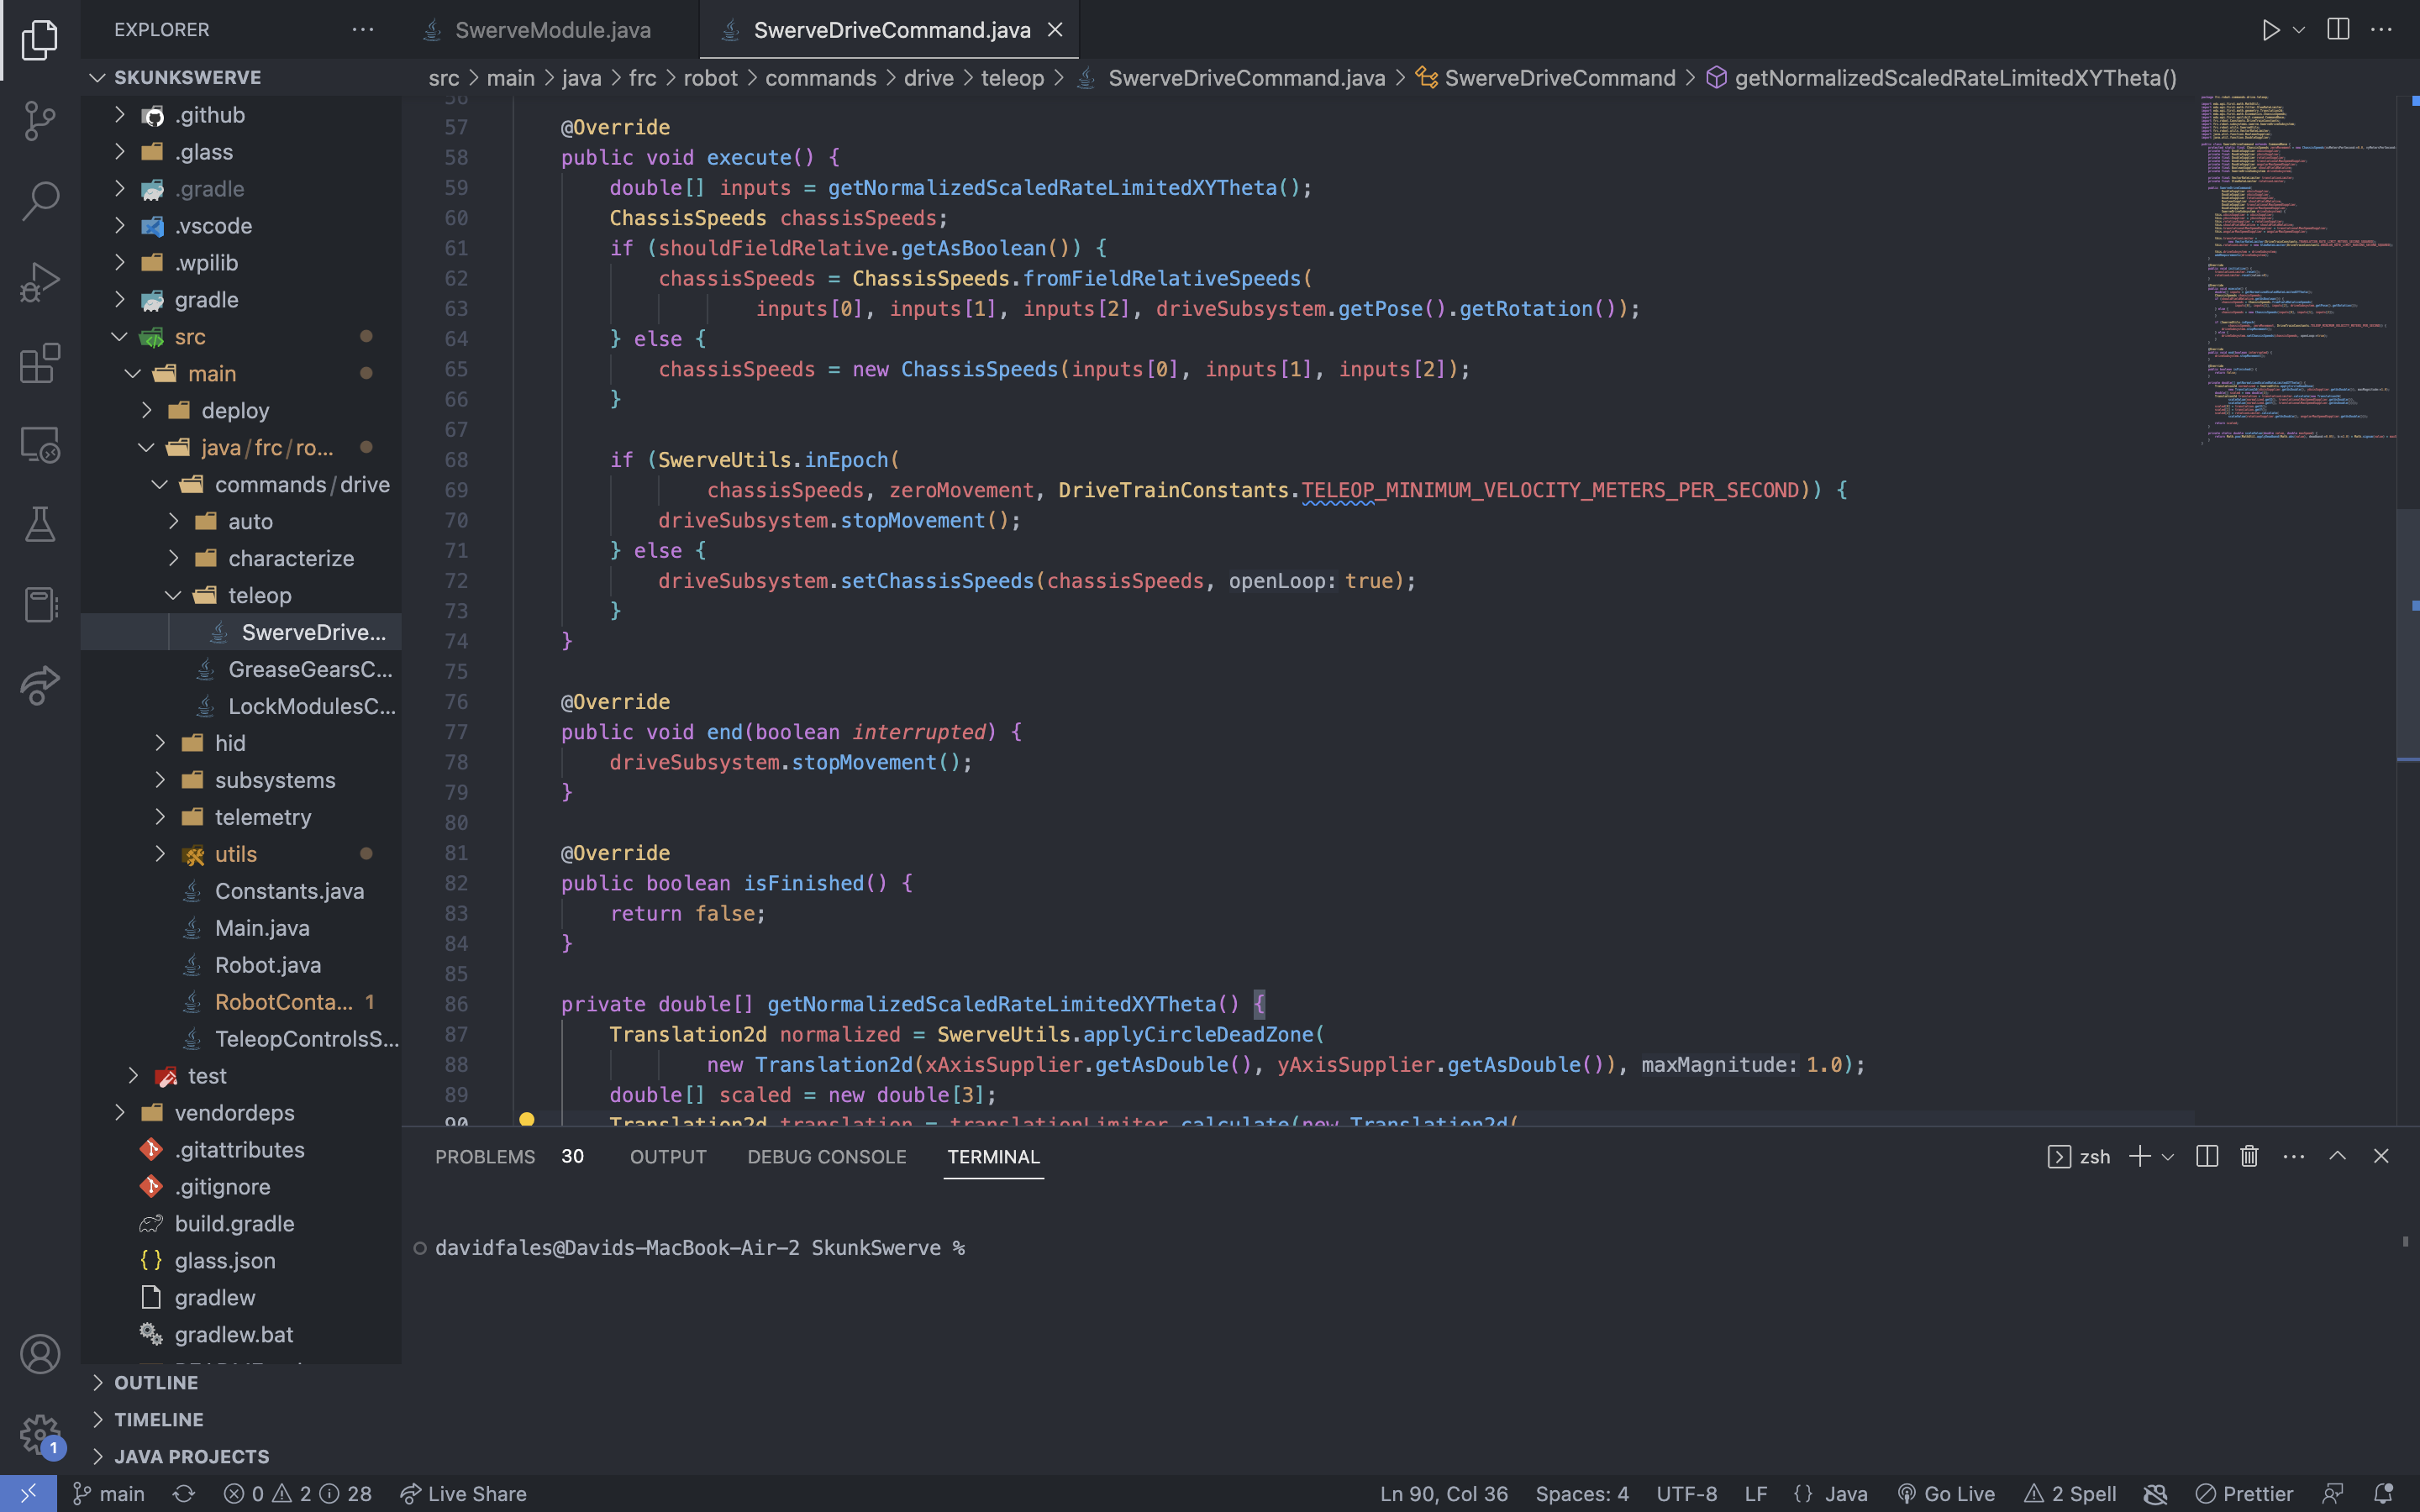 EXPLORER
SwerveModule.java
SwerveDriveCommand.java
SKUNKSWERVE
src > main > java > frc > robot > commands > drive > teleop > SwerveDriveCommand.java > SwerveDriveCommand > getNormalizedScaledRateLimitedXYTheta()
.github
.glass
.gradle
.vscode
.wpilib
gradle
src
main
deploy
java/frc/ro...
commands/drive
auto
characterize
teleop
SwerveDrive...
GreaseGearsC...
LockModulesC...
hid
subsystems
telemetry
utils
Constants.java
Main.java
Robot.java
RobotConta... 1
TeleopControlsS...
test
vendordeps
.gitattributes
.gitignore
build.gradle
{} glass.json
gradlew
gradlew.bat
OUTLINE
TIMELINE
JAVA PROJECTS
56
57 @Override
58 public void execute() {
59 double[] inputs = getNormalizedScaledRateLimitedXYTheta();
60 ChassisSpeeds chassisSpeeds;
61 if (shouldFieldRelative.getAsBoolean()) {
62 chassisSpeeds = ChassisSpeeds.fromFieldRelativeSpeeds(
63 inputs[0], inputs[1], inputs[2], driveSubsystem.getPose().getRotation());
64 } else {
65 chassisSpeeds = new ChassisSpeeds(inputs[0], inputs[1], inputs[2]);
66 }
67
68 if (SwerveUtils.inEpoch(
69 chassisSpeeds, zeroMovement, DriveTrainConstants.TELEOP_MINIMUM_VELOCITY_METERS_PER_SECOND)) {
70 driveSubsystem.stopMovement();
71 } else {
72 driveSubsystem.setChassisSpeeds(chassisSpeeds, openLoop: true);
73 }
74 }
75
76 @Override
77 public void end(boolean interrupted) {
78 driveSubsystem.stopMovement();
79 }
80
81 @Override
82 public boolean isFinished() {
83 return false;
84 }
85
86 private double[] getNormalizedScaledRateLimitedXYTheta() {
87 Translation2d normalized = SwerveUtils.applyCircleDeadZone(
88 new Translation2d(xAxisSupplier.getAsDouble(), yAxisSupplier.getAsDouble()), maxMagnitude: 1.0);
89 double[] scaled = new double[3];
90 Translation2d translation = translationLimiter.calculate(new Translation2d(
PROBLEMS 30 OUTPUT DEBUG CONSOLE TERMINAL
zsh
davidfales@Davids-MacBook-Air-2 SkunkSwerve %
1
main 0 2 28 Live Share
Ln 90, Col 36 Spaces: 4 UTF-8 LF {} Java Go Live 2 Spell Prettier